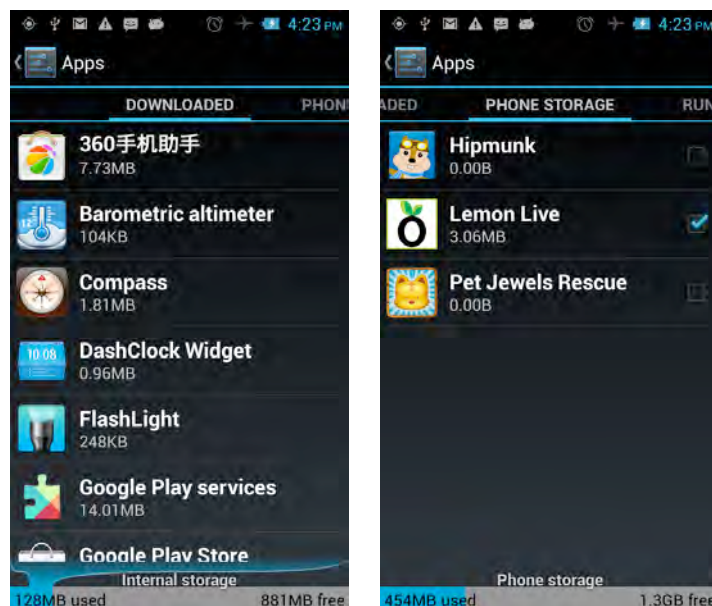 4:23 PM
Apps
DOWNLOADED PHON
360手机助手
7.73MB
Barometric altimeter
104KB
Compass
1.81MB
10 08
DashClock Widget
0.96MB
FlashLight
248KB
Google Play services
14.01MB
Google Play Store
Internal storage
128MB used 881MB free
4:23 PM
Apps
ADED PHONE STORAGE RUN
Hipmunk
0.00B
Lemon Live
3.06MB
Pet Jewels Rescue
0.00B
Phone storage
454MB used 1.3GB free